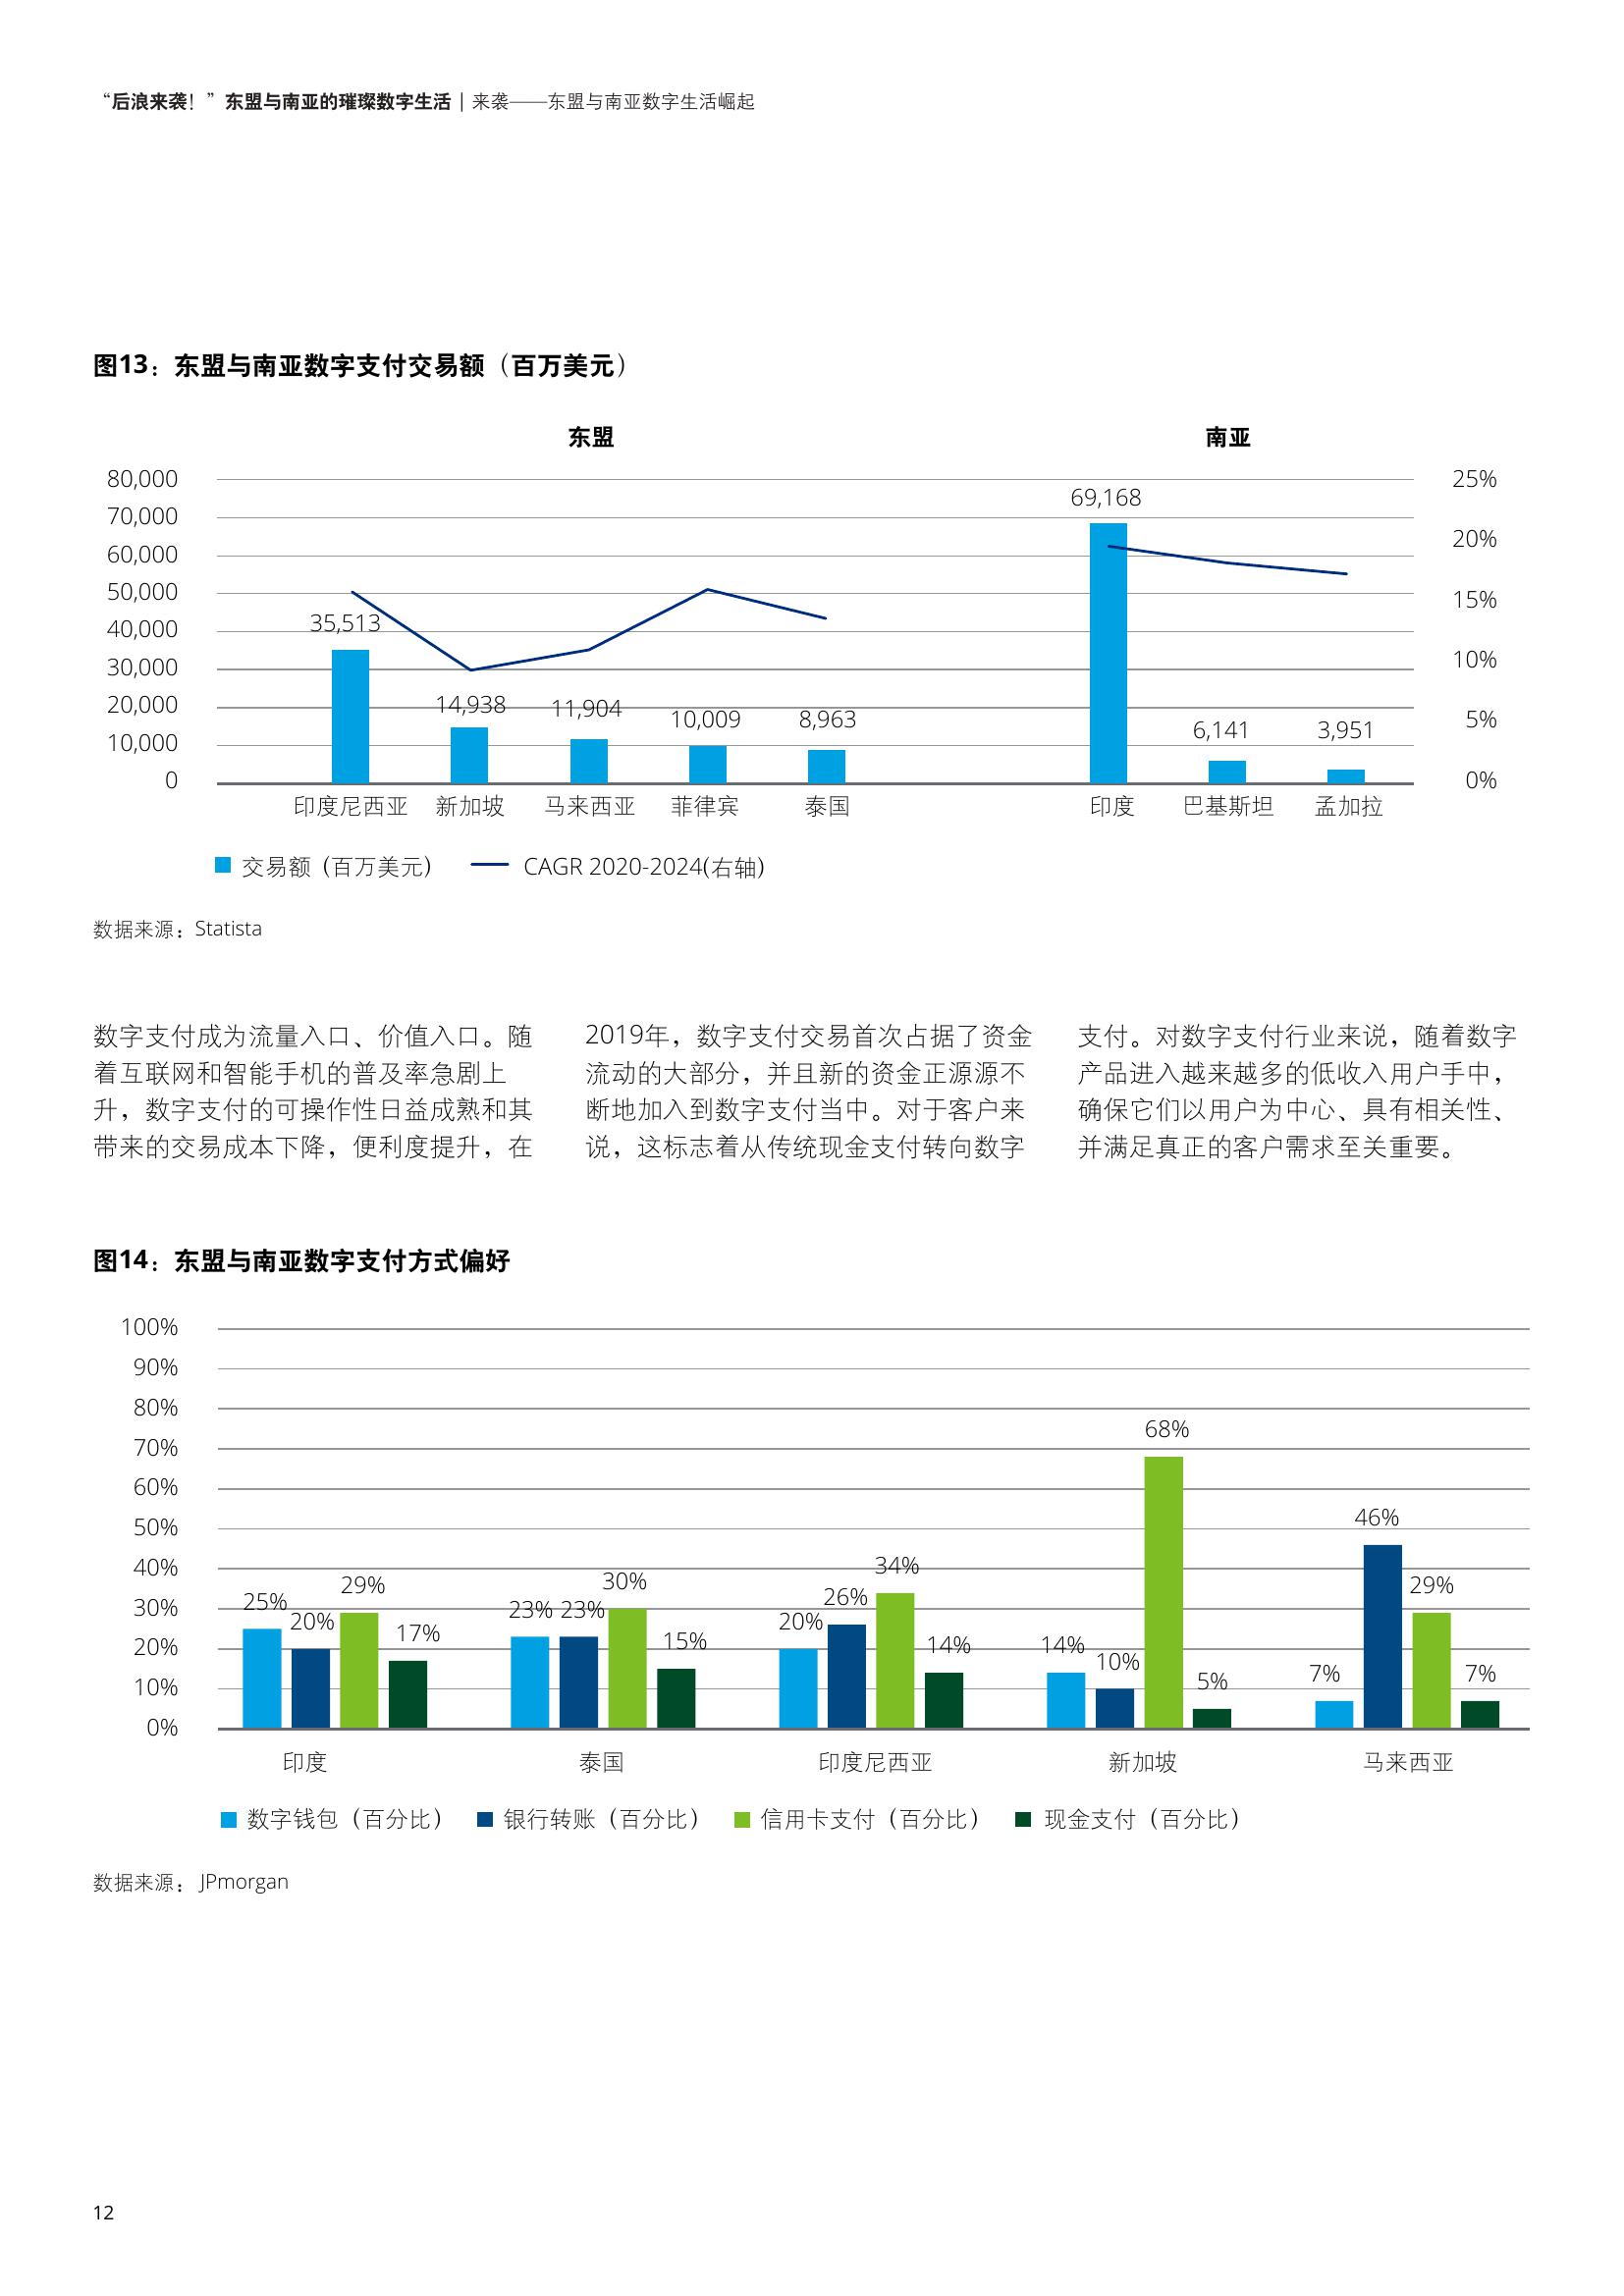 “后浪来袭！”东盟与南亚的璀璨数字生活 | 来袭——东盟与南亚数字生活崛起
图13：东盟与南亚数字支付交易额（百万美元）
东盟
南亚
80,000
70,000
60,000
50,000
40,000
30,000
20,000
10,000
0
35,513
14,938
11,904
10,009
8,963
69,168
6,141
3,951
25%
20%
15%
10%
5%
0%
印度尼西亚 新加坡 马来西亚 菲律宾 泰国 印度 巴基斯坦 孟加拉
交易额 (百万美元) CAGR 2020-2024(右轴)
数据来源：Statista
数字支付成为流量入口、价值入口。随
着互联网和智能手机的普及率急剧上
升，数字支付的可操作性日益成熟和其
带来的交易成本下降，便利度提升，在
2019年，数字支付交易首次占据了资金
流动的大部分，并且新的资金正源源不
断地加入到数字支付当中。对于客户来
说，这标志着从传统现金支付转向数字
支付。对数字支付行业来说，随着数字
产品进入越来越多的低收入用户手中，
确保它们以用户为中心、具有相关性、
并满足真正的客户需求至关重要。
图14：东盟与南亚数字支付方式偏好
100%
90%
80%
70%
60%
50%
40%
30%
20%
10%
0%
25% 20% 29% 17%
23% 23% 30% 15%
20% 26% 34% 14%
14% 10% 68% 5%
7% 46% 29% 7%
印度 泰国 印度尼西亚 新加坡 马来西亚
数字钱包（百分比） 银行转账（百分比） 信用卡支付（百分比） 现金支付（百分比）
数据来源：JPmorgan
12